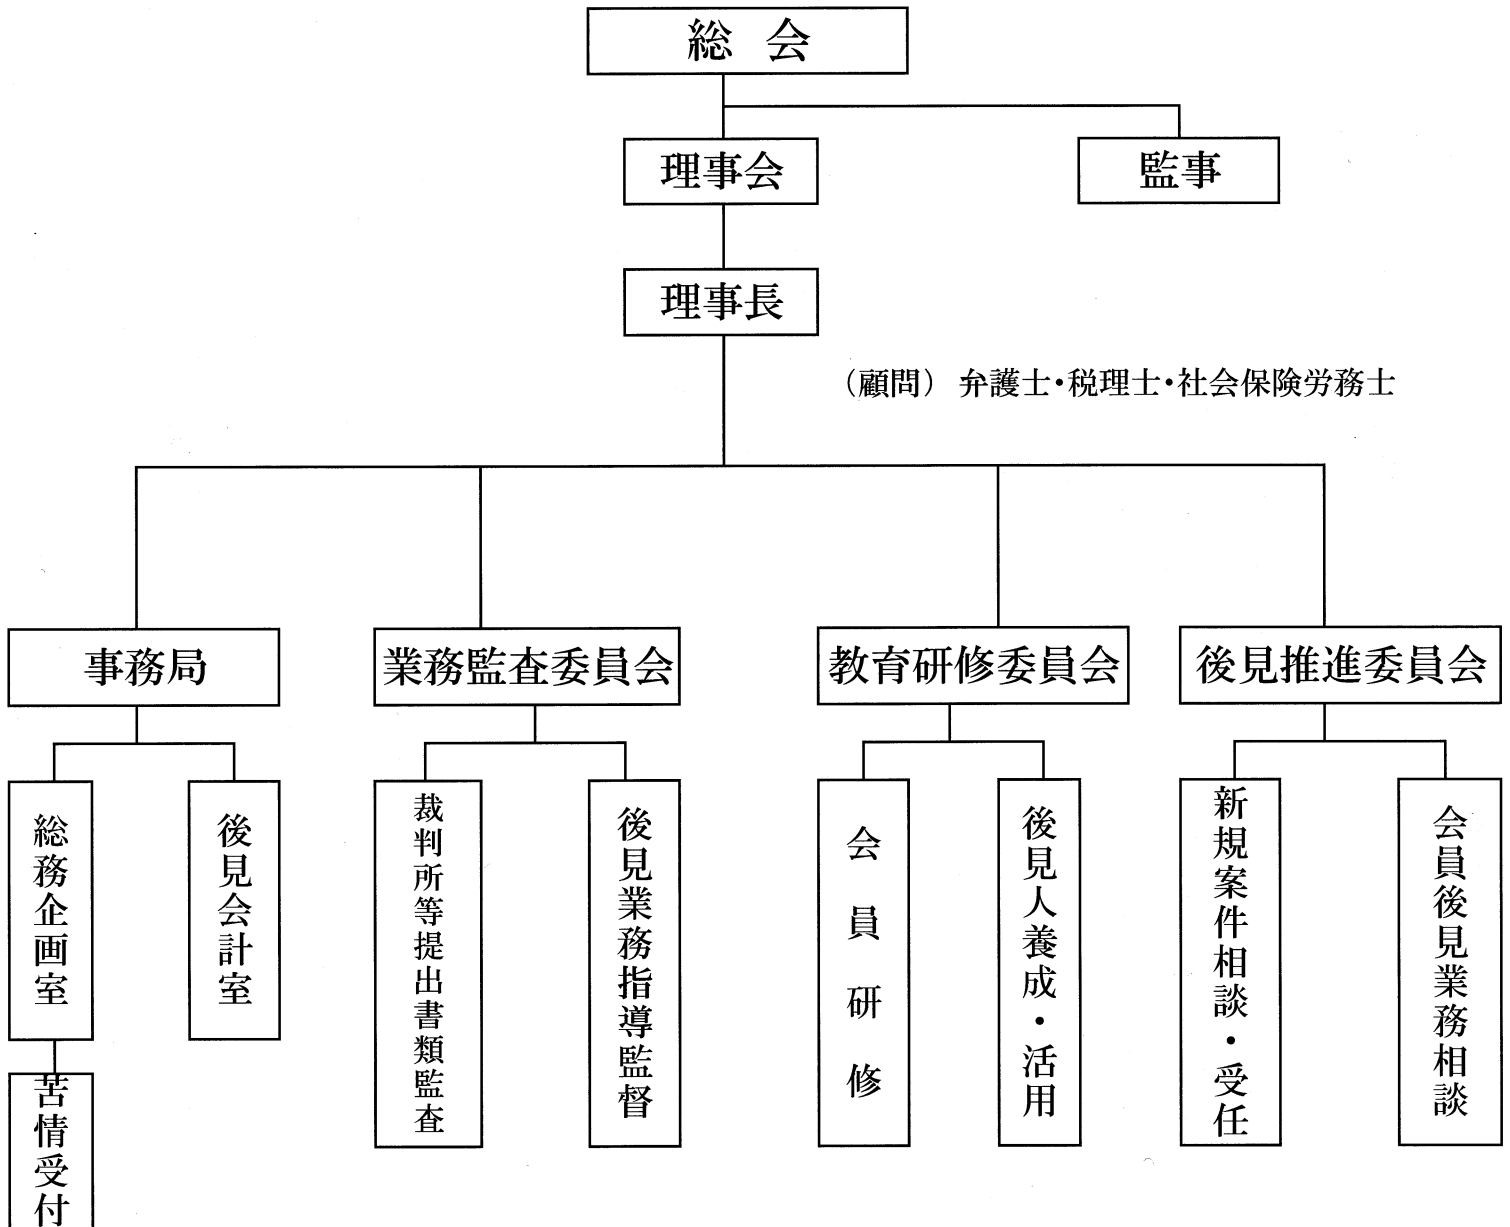 総 会
理事会
監事
理事長
（顧問） 弁護士・税理士・社会保険労務士
事務局
業務監査委員会
教育研修委員会
後見推進委員会
総務企画室
後見会計室
裁判所等提出書類監査
後見業務指導監督
会員研修
後見人養成・活用
新規案件相談・受任
会員後見業務相談
苦情受付